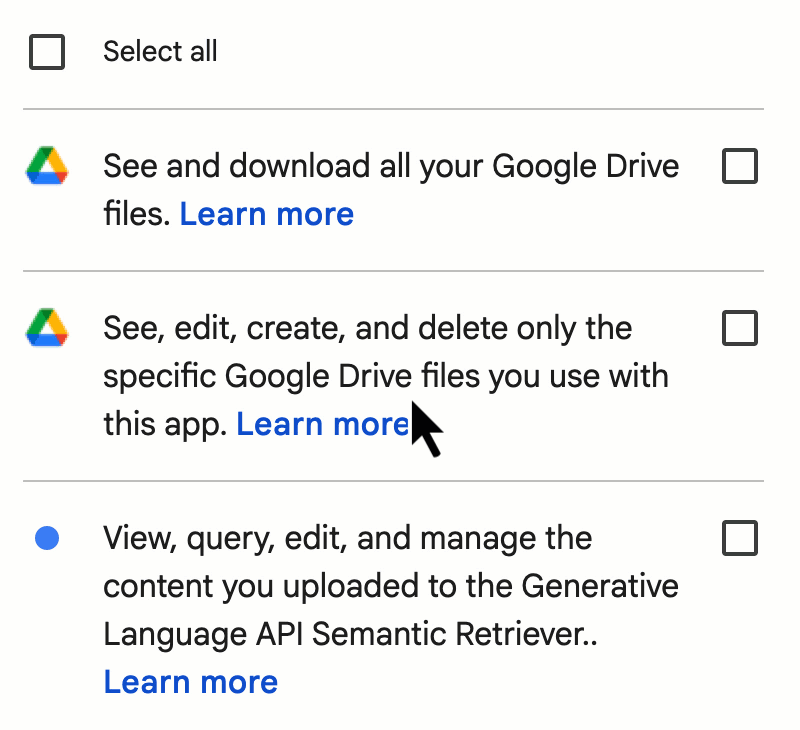 Select all
See and download all your Google Drive
files. Learn more
See, edit, create, and delete only the
specific Google Drive files you use with
this app. Learn more
View, query, edit, and manage the
content you uploaded to the Generative
Language API Semantic Retriever..
Learn more